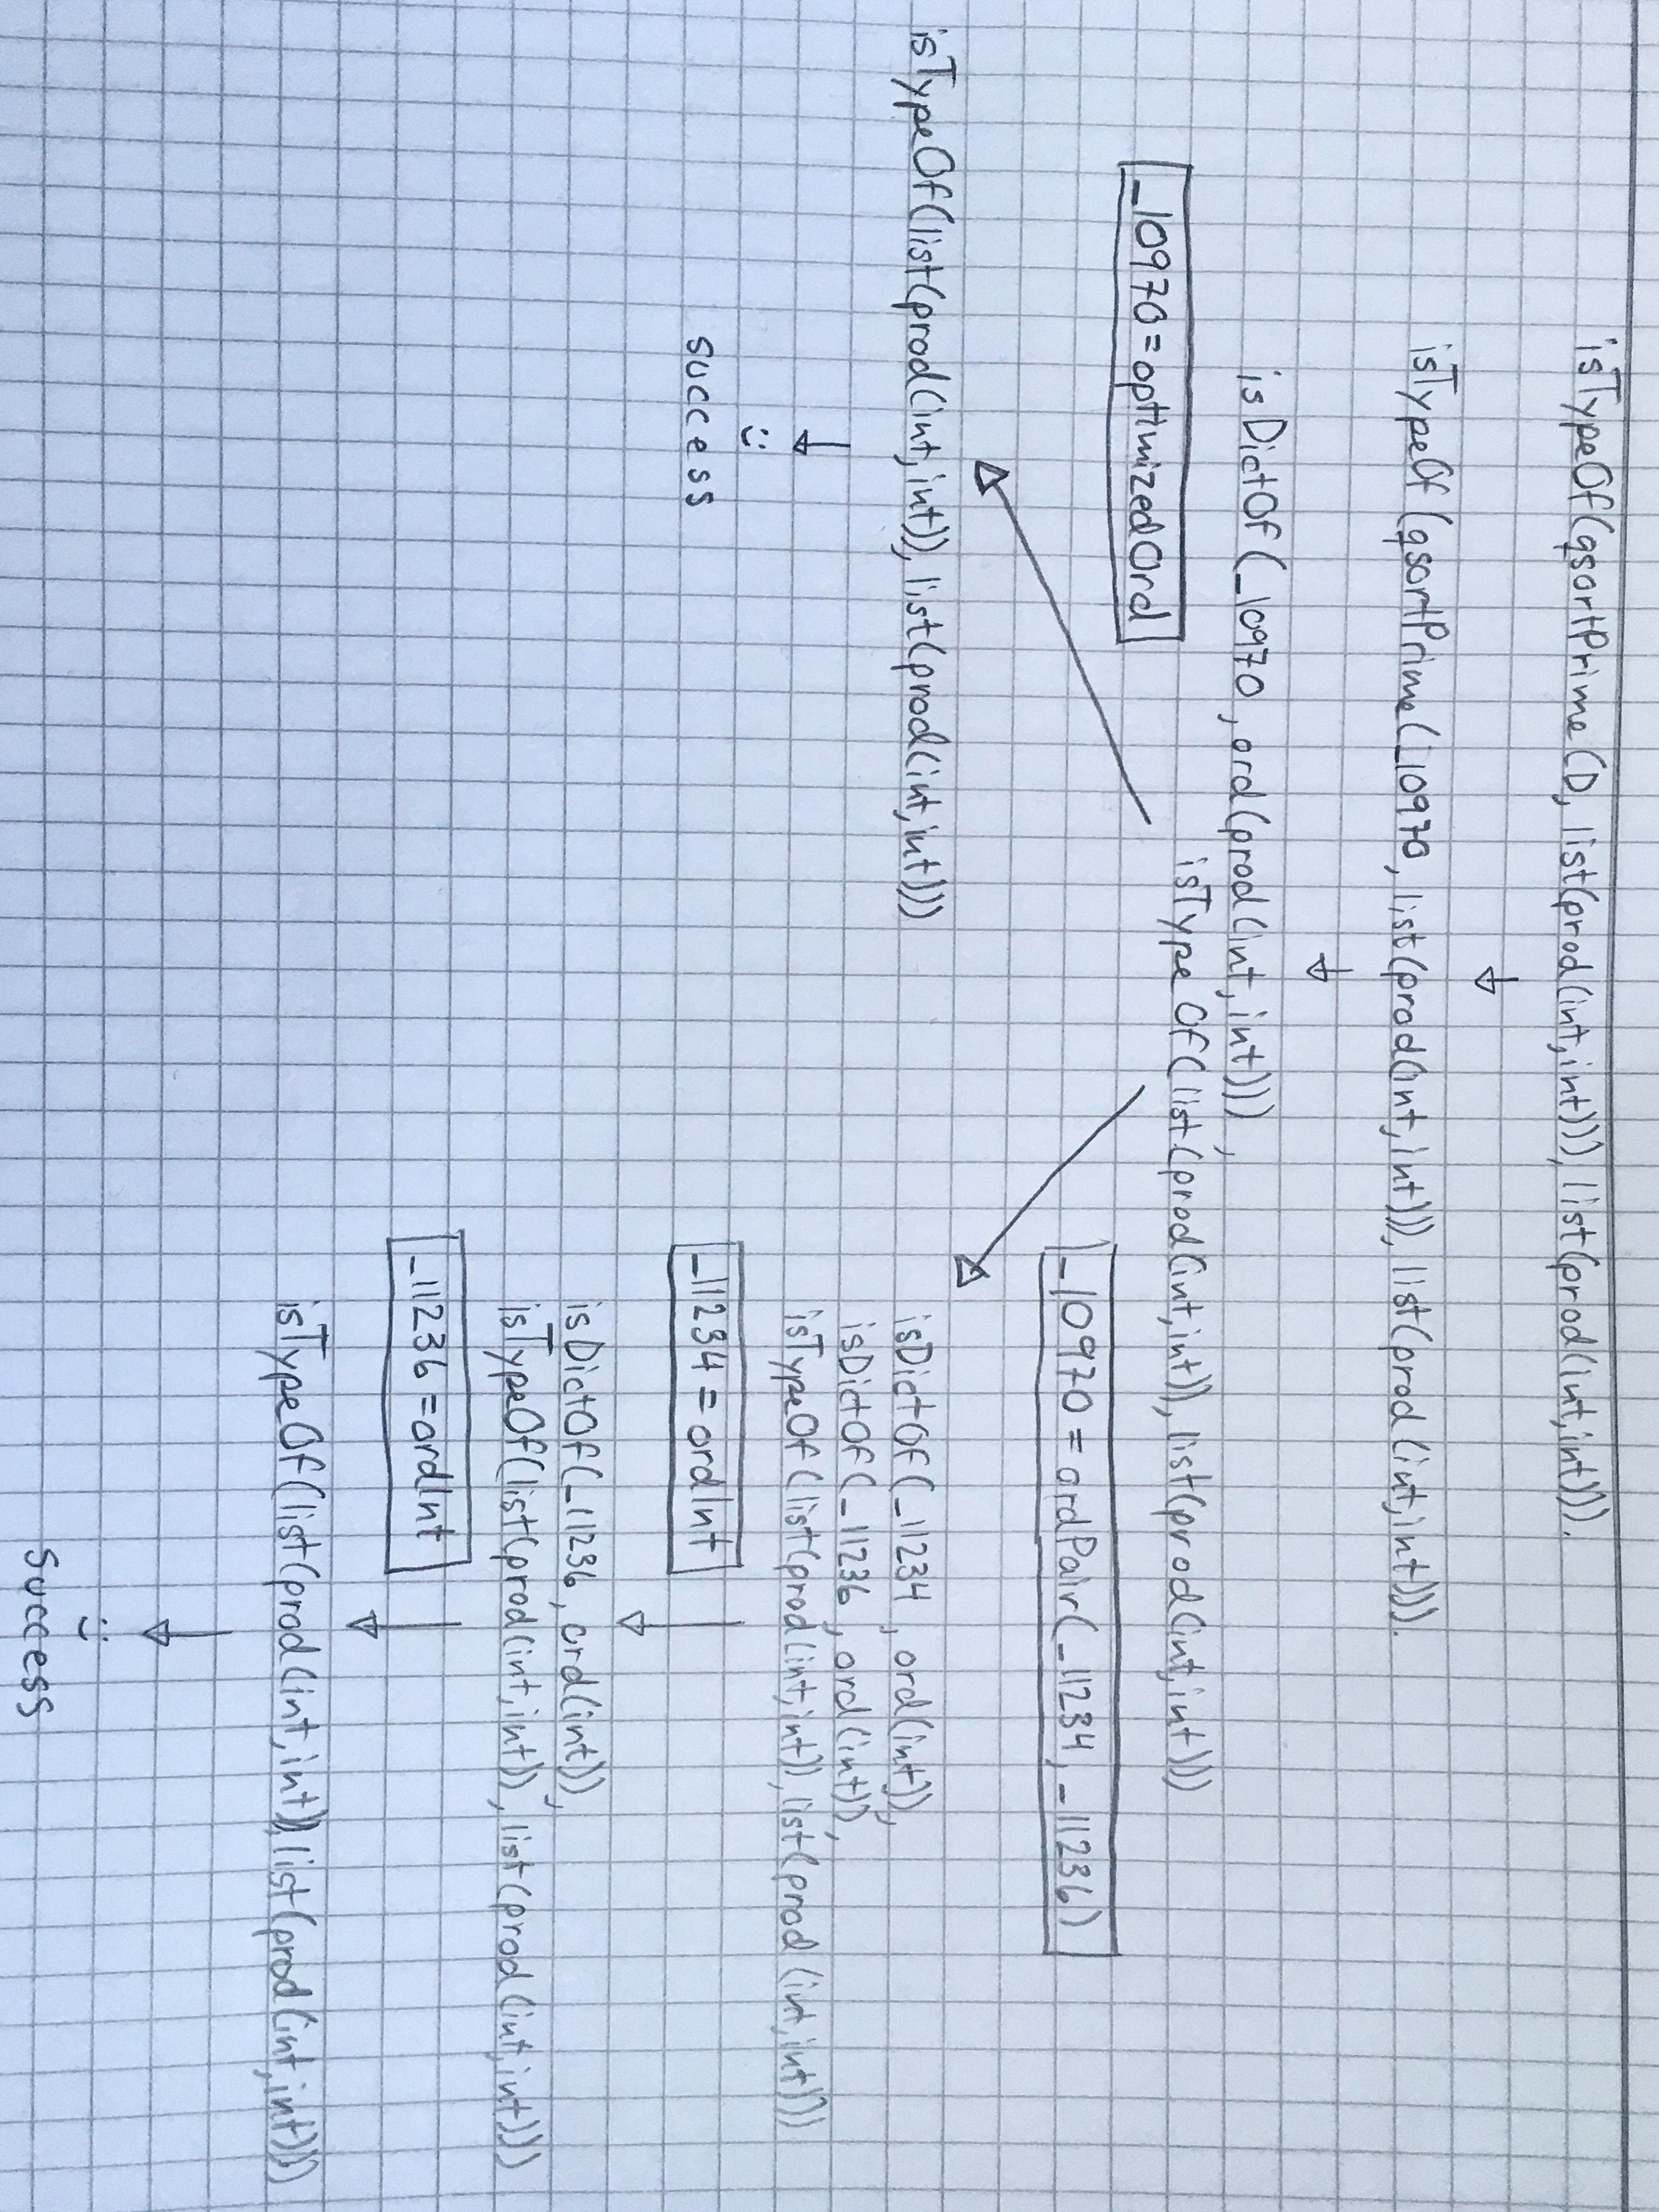 isTypeOf(qsortPrime(D, list(prod(int,int))), list(prod(int,int))).
isTypeOf(qsortPrime(_10970, list(prod(int,int))), list(prod(int,int))).
isDictOf(_10970, ord(prod(int,int))),
isTypeOf(list(prod(int,int)), list(prod(int,int)))
_10970=optimizedOrd
_10970 = ordPair(_11234, _11236)
isTypeOf(list(prod(int,int)), list(prod(int,int)))
:)
success
isDictOf(_11234, ord(int)),
isDictOf(_11236, ord(int)),
isTypeOf(list(prod(int,int)), list(prod(int,int)))
_11234 = ordInt
isDictOf(_11236, ord(int)),
isTypeOf(list(prod(int,int)), list(prod(int,int)))
_11236 = ordInt
isTypeOf(list(prod(int,int)), list(prod(int,int)))
:)
success